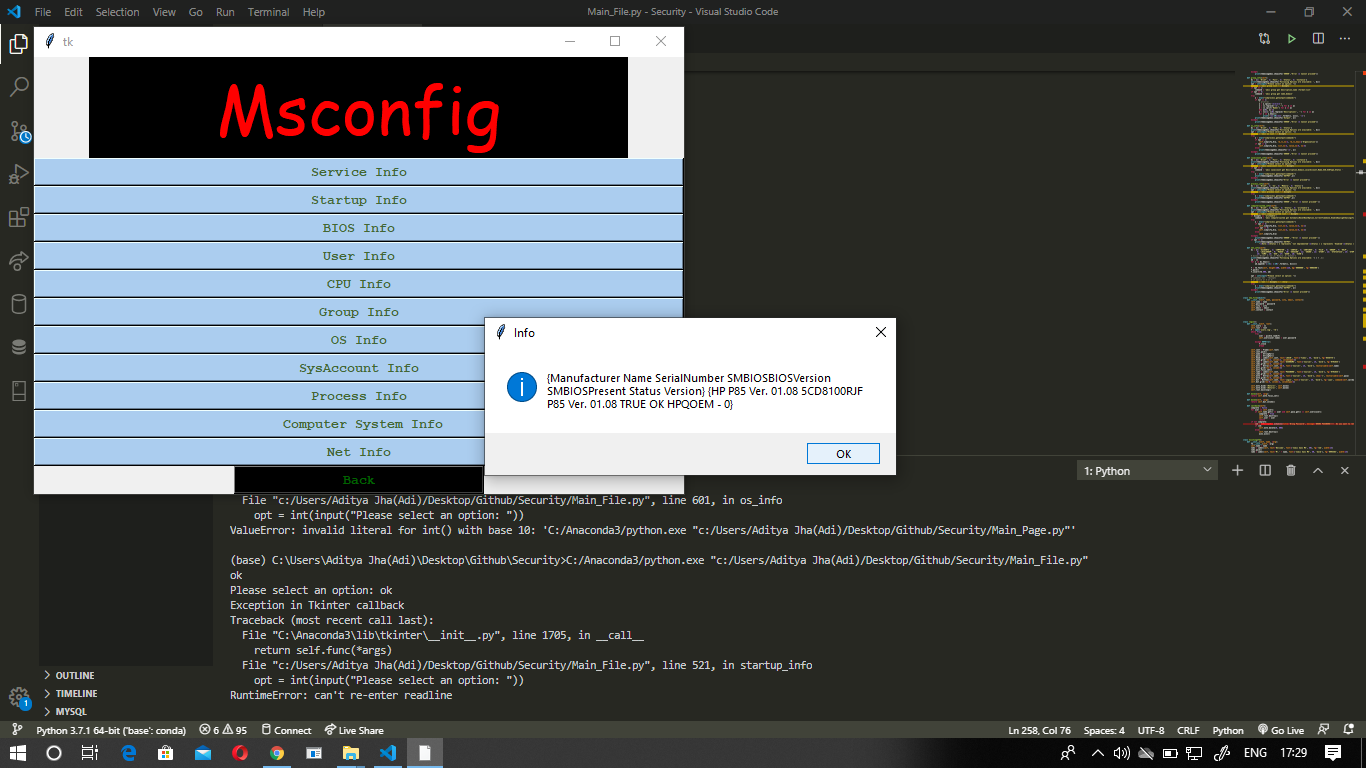 File Edit Selection View Go Run Terminal Help
Main_File.py - Security - Visual Studio Code
tk
Msconfig
Service Info
Startup Info
BIOS Info
User Info
CPU Info
Group Info
OS Info
SysAccount Info
Process Info
Computer System Info
Net Info
Back
Info
{Manufacturer Name SerialNumber SMBIOSBIOSVersion
SMBIOSPresent Status Version} {HP P85 Ver. 01.08 5CD8100RJF
P85 Ver. 01.08 TRUE OK HPQOEM - 0}
OK
1: Python
File "c:/Users/Aditya Jha(Adi)/Desktop/Github/Security/Main_File.py", line 601, in os_info
opt = int(input("Please select an option: "))
ValueError: invalid literal for int() with base 10: 'C:/Anaconda3/python.exe "c:/Users/Aditya Jha(Adi)/Desktop/Github/Security/Main_Page.py"'
(base) C:\Users\Aditya Jha(Adi)\Desktop\Github\Security>C:/Anaconda3/python.exe "c:/Users/Aditya Jha(Adi)/Desktop/Github/Security/Main_File.py"
ok
Please select an option: ok
Exception in Tkinter callback
Traceback (most recent call last):
File "C:\Anaconda3\lib\tkinter\__init__.py", line 1705, in __call__
return self.func(*args)
File "c:/Users/Aditya Jha(Adi)/Desktop/Github/Security/Main_File.py", line 521, in startup_info
opt = int(input("Please select an option: "))
RuntimeError: can't re-enter readline
OUTLINE
TIMELINE
MYSQL
1
Python 3.7.1 64-bit ('base': conda) 6 95 Connect Live Share
Ln 258, Col 76 Spaces: 4 UTF-8 CRLF Python Go Live
ENG 17:29